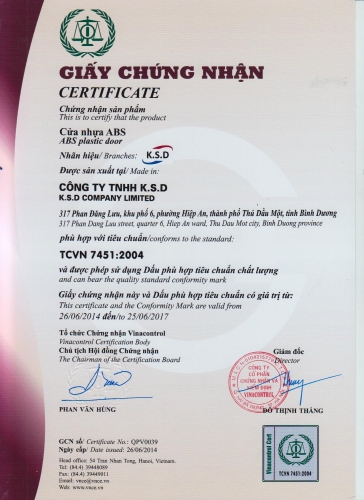 GIẤY CHỨNG NHẬN
CERTIFICATE
Chứng nhận sản phẩm
This is to certify that the product
Cửa nhựa ABS
ABS plastic door
Nhãn hiệu/ Branches: K.S.D
Được sản xuất tại/ Made in:
CÔNG TY TNHH K.S.D
K.S.D COMPANY LIMITED
317 Phan Đăng Lưu, khu phố 6, phường Hiệp An, thành phố Thủ Dầu Một, tỉnh Bình Dương
317 Phan Dang Luu street, quarter 6, Hiep An ward, Thu Dau Mot city, Binh Duong province
phù hợp với tiêu chuẩn/conforms to the standard:
TCVN 7451:2004
và được phép sử dụng Dấu phù hợp tiêu chuẩn chất lượng
and can bear the quality standard conformity mark
Giấy chứng nhận này và Dấu phù hợp tiêu chuẩn có giá trị từ:
This certificate and the Conformity Mark are valid from
26/06/2014 đến/to 25/06/2017
Tổ chức Chứng nhận Vinacontrol
Vinacontrol Certification Body
Chủ tịch Hội đồng Chứng nhận
The Chairman of the Certification Board
Giám đốc
Director
CÔNG TY
CỔ PHẦN
CHỨNG NHẬN VÀ
KIỂM ĐỊNH
VINACONTROL
PHAN VĂN HÙNG
ĐỖ THỊNH THẮNG
GCN số/ Certificate No.: QPV0039
Ngày cấp/ Date issued: 26/06/2014
Head office: 54 Tran Nhan Tong, Hanoi, Vietnam
Tel: (84.4) 39448089
Fax: (84.4) 39449011
Web: www.vnce.vn
Vinacontrol Cert
TCVN 7451:2004